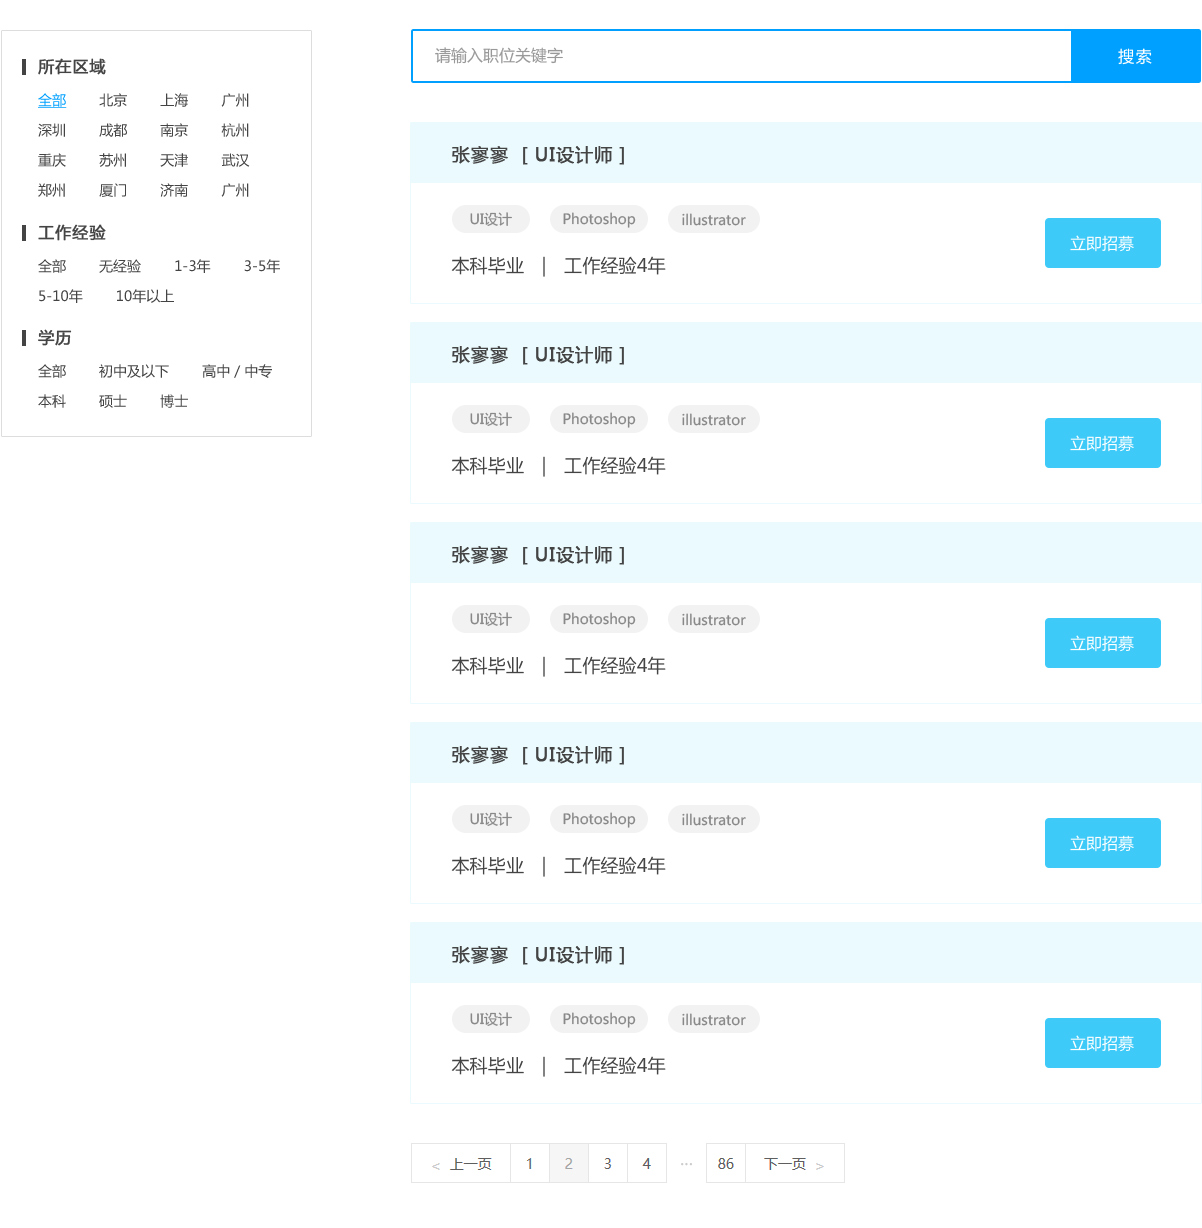 所在区域
全部 北京 上海 广州
深圳 成都 南京 杭州
重庆 苏州 天津 武汉
郑州 厦门 济南 广州
工作经验
全部 无经验 1-3年 3-5年
5-10年 10年以上
学历
全部 初中及以下 高中 / 中专
本科 硕士 博士
请输入职位关键字 搜索
张寥寥 [ UI设计师 ]
UI设计 Photoshop illustrator
立即招募
本科毕业 | 工作经验4年
张寥寥 [ UI设计师 ]
UI设计 Photoshop illustrator
立即招募
本科毕业 | 工作经验4年
张寥寥 [ UI设计师 ]
UI设计 Photoshop illustrator
立即招募
本科毕业 | 工作经验4年
张寥寥 [ UI设计师 ]
UI设计 Photoshop illustrator
立即招募
本科毕业 | 工作经验4年
张寥寥 [ UI设计师 ]
UI设计 Photoshop illustrator
立即招募
本科毕业 | 工作经验4年
< 上一页 1 2 3 4 ... 86 下一页 >